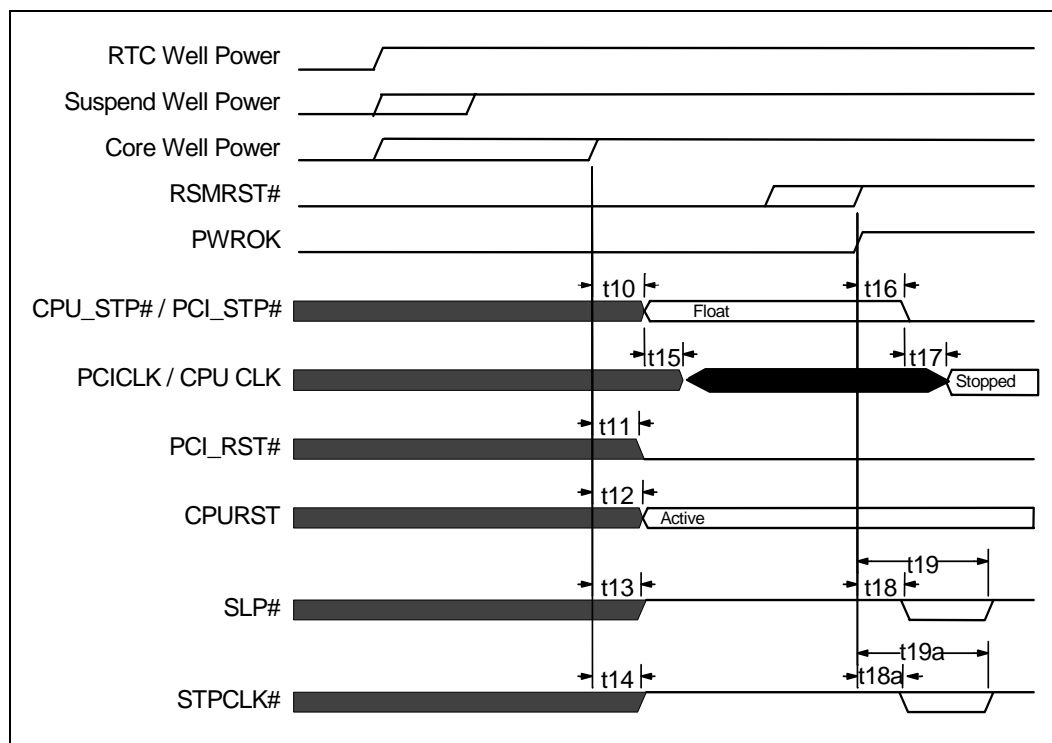 RTC Well Power
Suspend Well Power
Core Well Power
RSMRST#
PWROK
t10
t16
CPU_STP# / PCI_STP#
Float
t15
t17
PCICLK / CPU CLK
Stopped
t11
PCI_RST#
t12
CPURST
Active
t19
t13
t18
SLP#
t19a
t14
t18a
STPCLK#